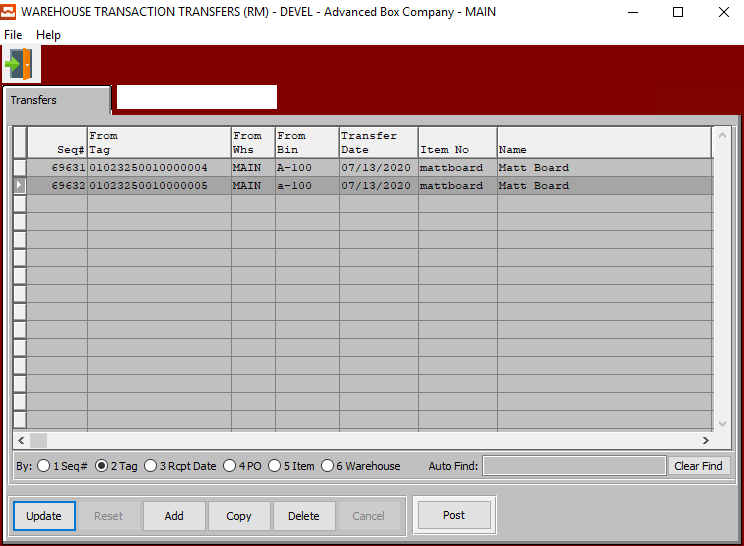 WAREHOUSE TRANSACTION TRANSFERS (RM) - DEVEL - Advanced Box Company - MAIN
File Help
Transfers
From From From Transfer
Seq# Tag Whs Bin Date Item No Name
69631 01023250010000004 MAIN A-100 07/13/2020 mattboard Matt Board
69632 01023250010000005 MAIN a-100 07/13/2020 mattboard Matt Board
By: 1 Seq# 2 Tag 3 Rcpt Date 4 PO 5 Item 6 Warehouse Auto Find: Clear Find
Update Reset Add Copy Delete Cancel Post